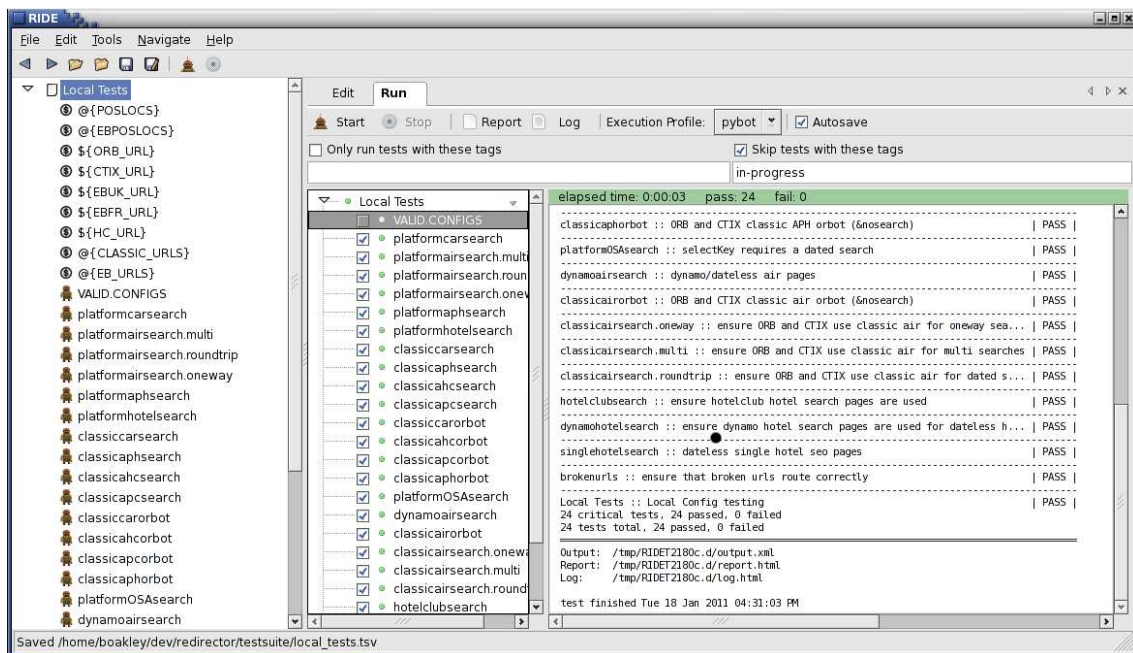 RIDE
File Edit Tools Navigate Help
Local Tests
@{POSLOCS}
@{EBPOSLOCS}
${ORB_URL}
${CTIX_URL}
${EBUK_URL}
${EBFR_URL}
${HC_URL}
@{CLASSIC_URLS}
@{EB_URLS}
VALID.CONFIGS
platformcarsearch
platformairsearch.multi
platformairsearch.roundtrip
platformairsearch.oneway
platformaphsearch
platformhotelsearch
classiccarsearch
classicaphsearch
classicahcsearch
classicapcsearch
classiccarorbot
classicahcorbot
classicapcorbot
classicaphorbot
platformOSAsearch
dynamoairsearch
Edit Run
Start Stop Report Log Execution Profile: pybot Autosave
Only run tests with these tags Skip tests with these tags
in-progress
Local Tests
VALID.CONFIGS
platformcarsearch
platformairsearch.multi
platformairsearch.roun
platformairsearch.onew
platformaphsearch
platformhotelsearch
classiccarsearch
classicaphsearch
classicahcsearch
classicapcsearch
classiccarorbot
classicahcorbot
classicapcorbot
classicaphorbot
platformOSAsearch
dynamoairsearch
classicairorbot
classicairsearch.onewa
classicairsearch.multi
classicairsearch.roundt
hotelclubsearch
elapsed time: 0:00:03 pass: 24 fail: 0
classicaphorbot :: ORB and CTIX classic APH orbot (&nosearch) | PASS |
platformOSAsearch :: selectKey requires a dated search | PASS |
dynamoairsearch :: dynamo/dateless air pages | PASS |
classicairorbot :: ORB and CTIX classic air orbot (&nosearch) | PASS |
classicairsearch.oneway :: ensure ORB and CTIX use classic air for oneway sea... | PASS |
classicairsearch.multi :: ensure ORB and CTIX use classic air for multi searches | PASS |
classicairsearch.roundtrip :: ensure ORB and CTIX use classic air for dated s... | PASS |
hotelclubsearch :: ensure hotelclub hotel search pages are used | PASS |
dynamohotelsearch :: ensure dynamo hotel search pages are used for dateless h... | PASS |
singlehotelsearch :: dateless single hotel seo pages | PASS |
brokenurls :: ensure that broken urls route correctly | PASS |
Local Tests :: Local Config testing | PASS |
24 critical tests, 24 passed, 0 failed
24 tests total, 24 passed, 0 failed
Output: /tmp/RIDET2180c.d/output.xml
Report: /tmp/RIDET2180c.d/report.html
Log: /tmp/RIDET2180c.d/log.html
test finished Tue 18 Jan 2011 04:31:03 PM
Saved /home/boakley/dev/redirector/testsuite/local_tests.tsv